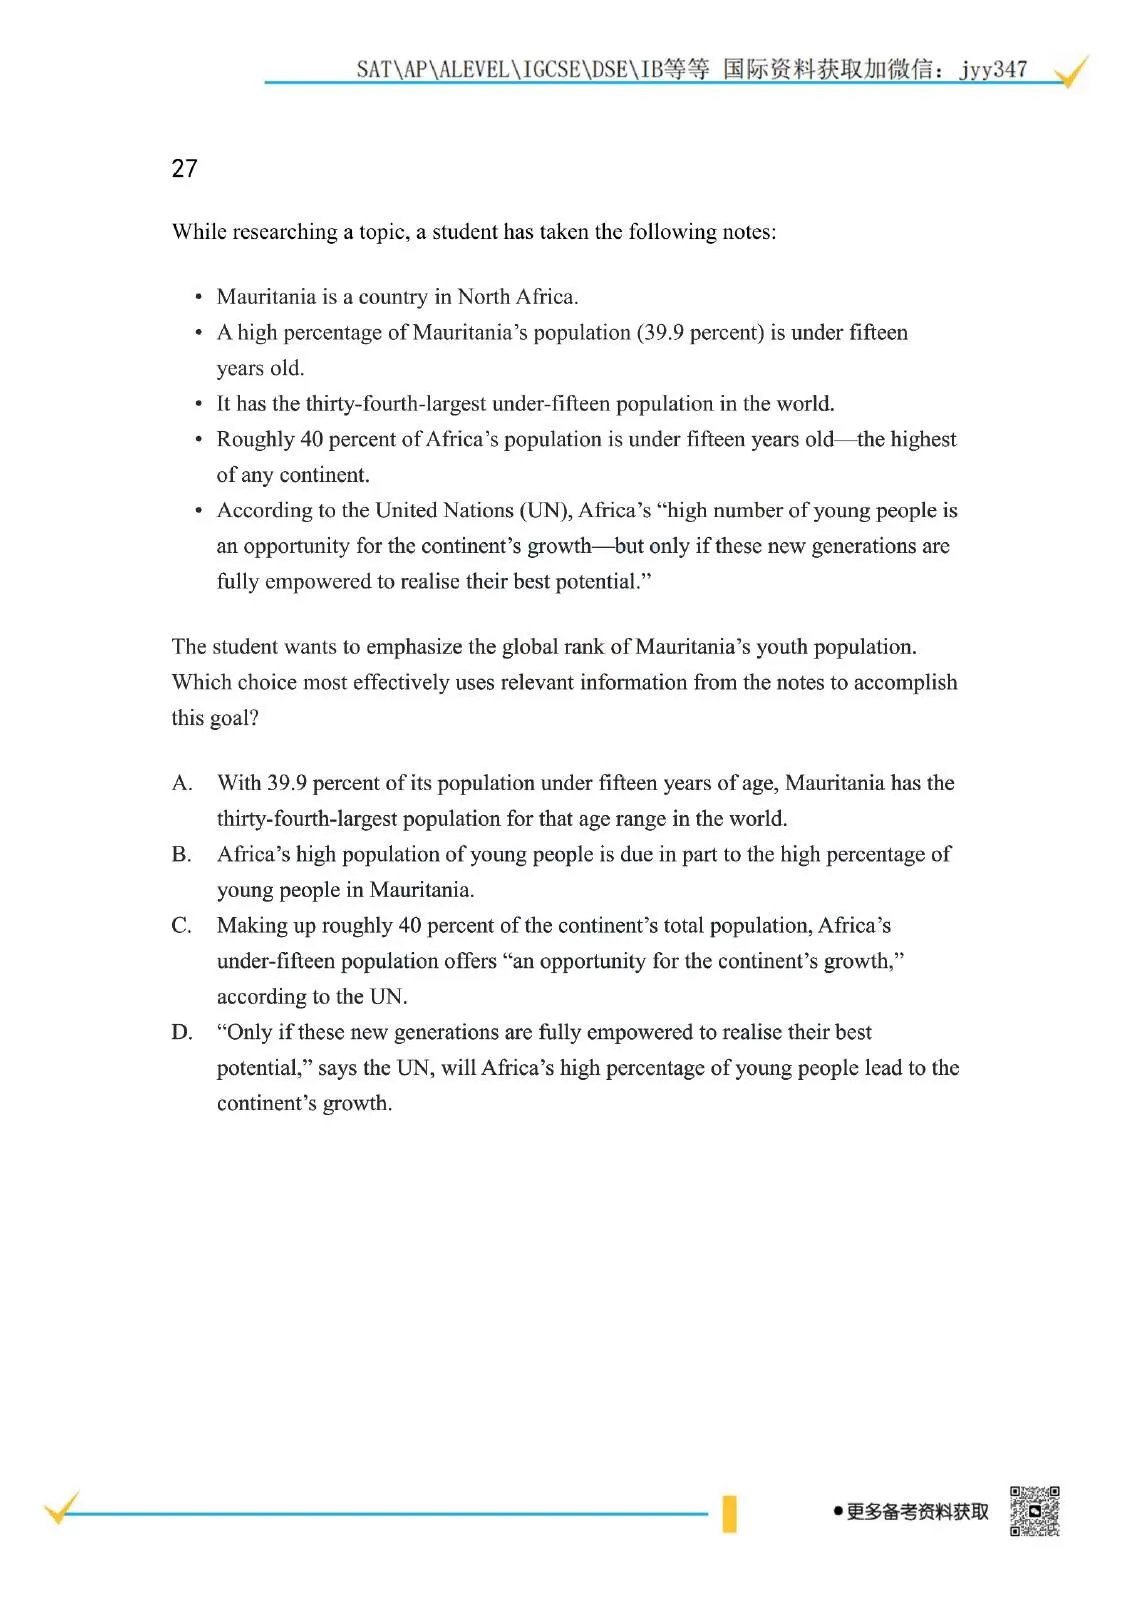 SAT\AP\ALEVEL\IGCSE\DSE\IB等等 国际资料获取加微信：jyy347
27
While researching a topic, a student has taken the following notes:
• Mauritania is a country in North Africa.
• A high percentage of Mauritania’s population (39.9 percent) is under fifteen
years old.
• It has the thirty-fourth-largest under-fifteen population in the world.
• Roughly 40 percent of Africa’s population is under fifteen years old—the highest
of any continent.
• According to the United Nations (UN), Africa’s “high number of young people is
an opportunity for the continent’s growth—but only if these new generations are
fully empowered to realise their best potential.”
The student wants to emphasize the global rank of Mauritania’s youth population.
Which choice most effectively uses relevant information from the notes to accomplish
this goal?
A. With 39.9 percent of its population under fifteen years of age, Mauritania has the
thirty-fourth-largest population for that age range in the world.
B. Africa’s high population of young people is due in part to the high percentage of
young people in Mauritania.
C. Making up roughly 40 percent of the continent’s total population, Africa’s
under-fifteen population offers “an opportunity for the continent’s growth,”
according to the UN.
D. “Only if these new generations are fully empowered to realise their best
potential,” says the UN, will Africa’s high percentage of young people lead to the
continent’s growth.
●更多备考资料获取